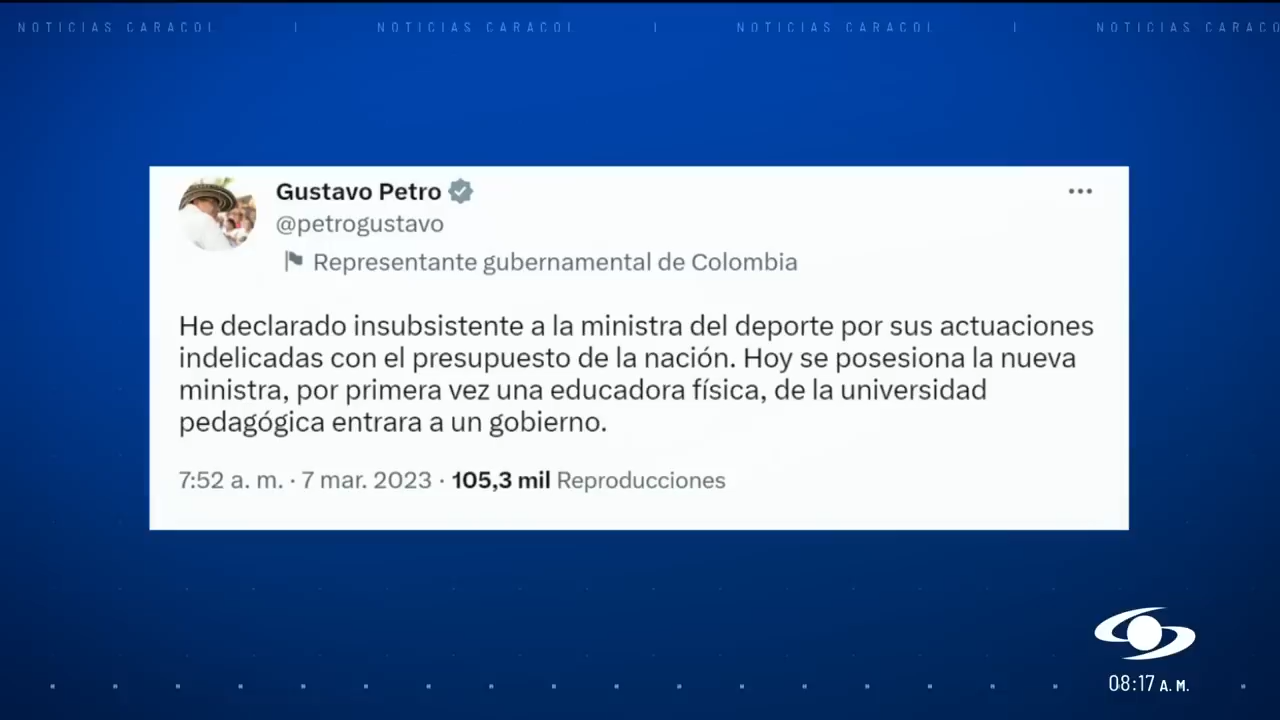 NOTICIAS CARACOL | NOTICIAS CARACOL | NOTICIAS CARACOL | NOTICIAS CARACO
Gustavo Petro
@petrogustavo
Representante gubernamental de Colombia
He declarado insubsistente a la ministra del deporte por sus actuaciones
indelicadas con el presupuesto de la nación. Hoy se posesiona la nueva
ministra, por primera vez una educadora física, de la universidad
pedagógica entrara a un gobierno.
7:52 a. m. · 7 mar. 2023 · 105,3 mil Reproducciones
08:17 A. M.